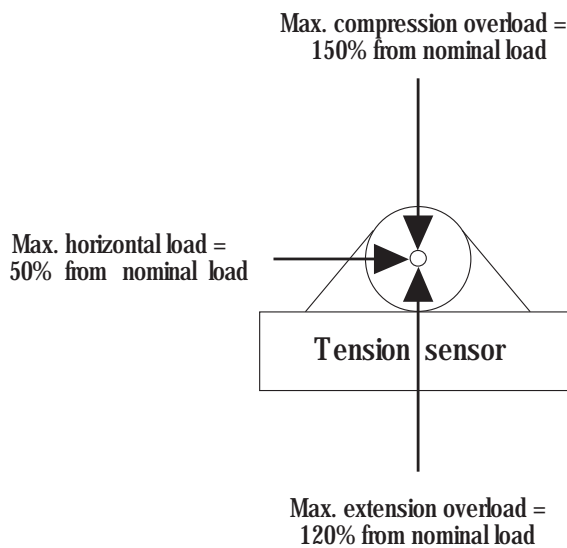 Max. compression overload =
150% from nominal load
Max. horizontal load =
50% from nominal load
Tension sensor
Max. extension overload =
120% from nominal load